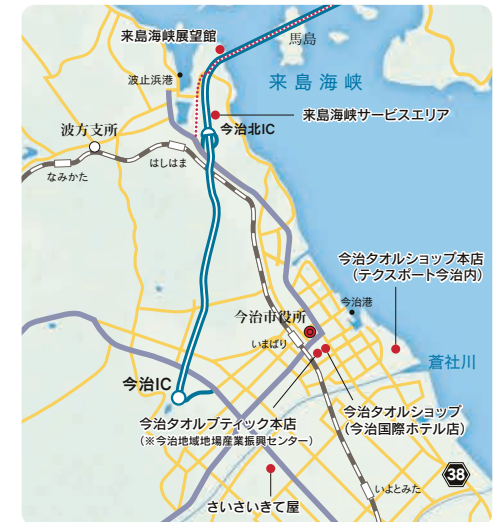 来島海峡展望館
馬島
来島海峡
波止浜港
来島海峡サービスエリア
今治北IC
波方支所
はしはま
なみかた
今治タオルショップ本店
(テクスポート今治内)
今治港
今治市役所
いまばり
蒼社川
今治IC
今治タオルブティック本店
(※今治地域地場産業振興センター)
今治タオルショップ
(今治国際ホテル店)
38
いよとみた
さいさいきて屋